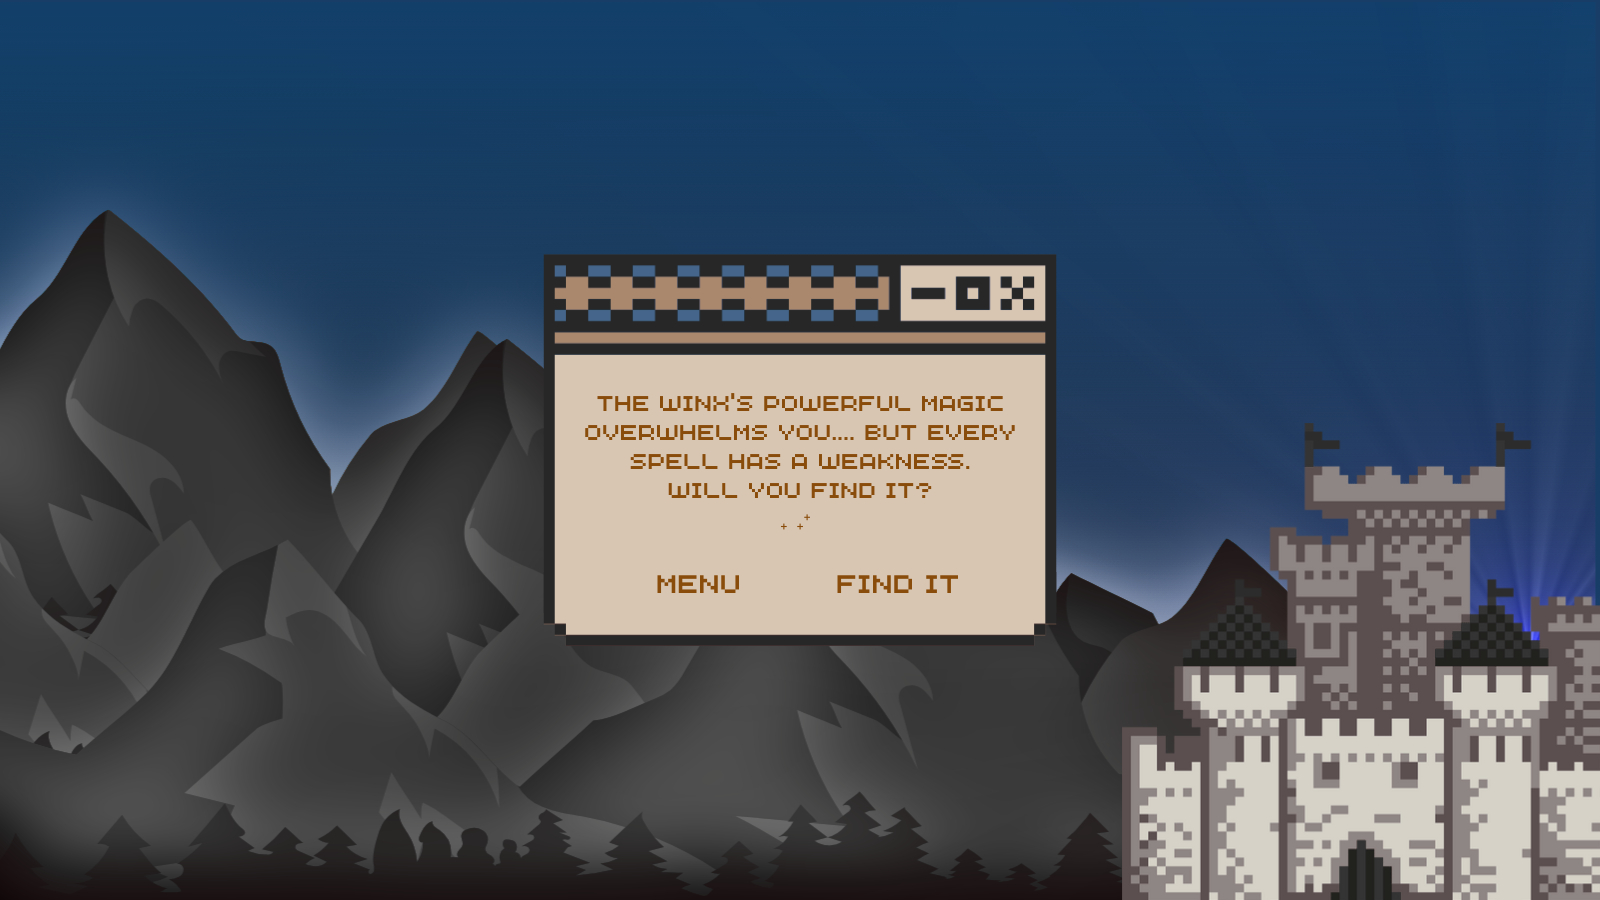 THE WINX'S POWERFUL MAGIC
OVERWHELMS YOU.... BUT EVERY
SPELL HAS A WEAKNESS.
WILL YOU FIND IT?
MENU
FIND IT